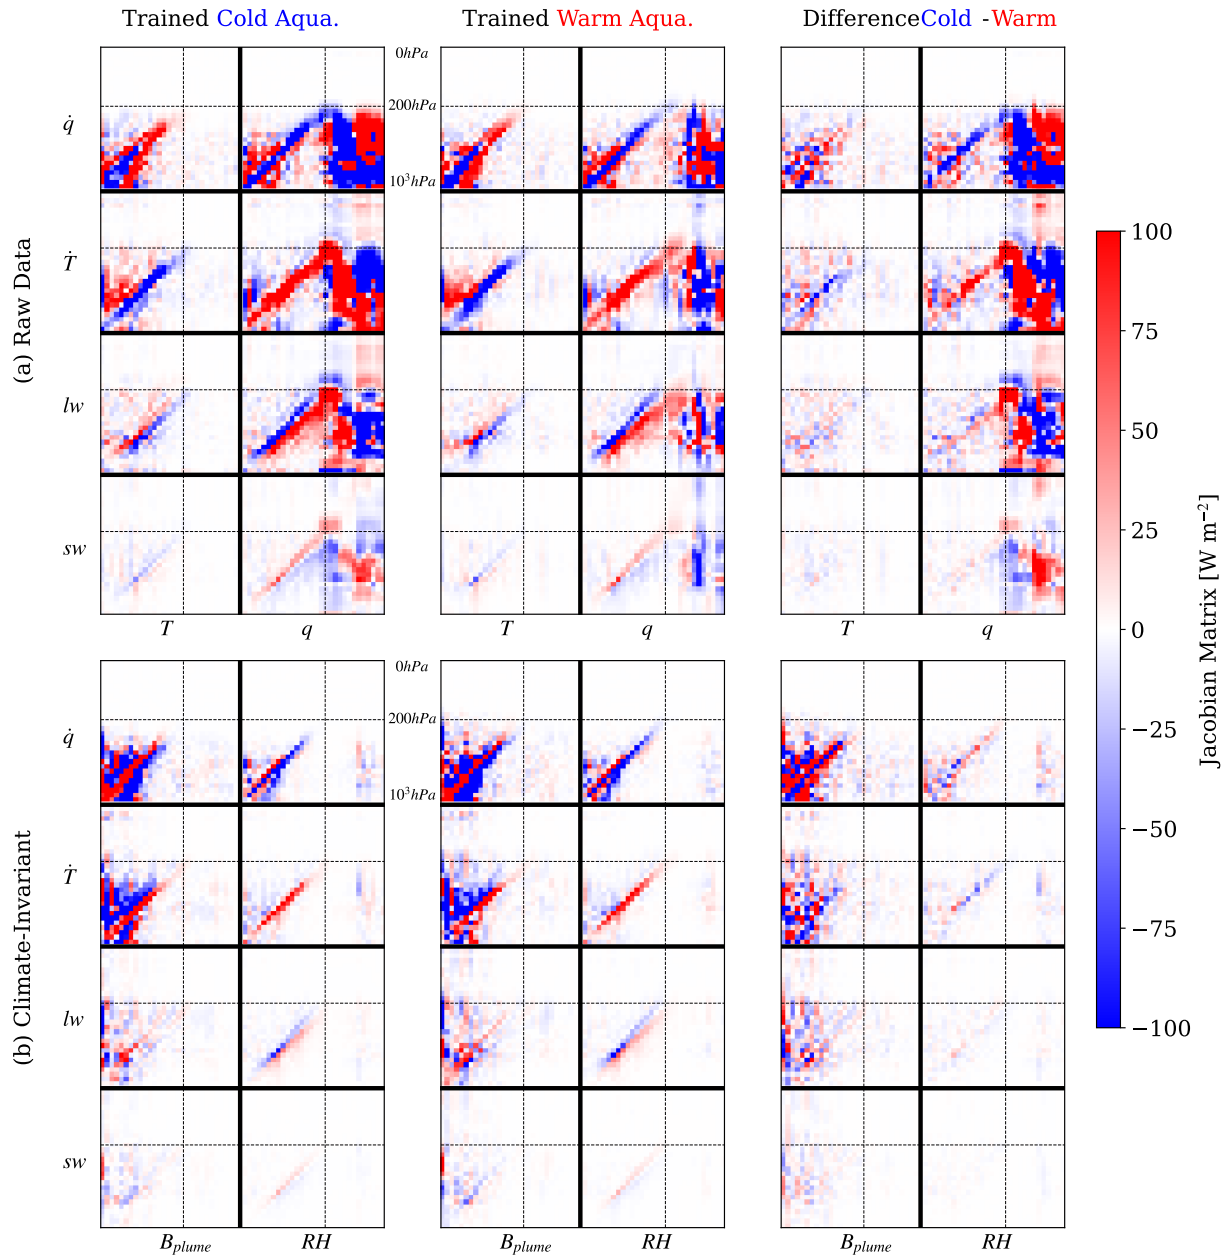 Trained Cold Aqua.
Trained Warm Aqua.
DifferenceCold -Warm
(a) Raw Data
q̇
Ṫ
lw
sw
0hPa
200hPa
10³hPa
T q
T q
T q
(b) Climate-Invariant
q̇
Ṫ
lw
sw
0hPa
200hPa
10³hPa
B_plume RH
B_plume RH
B_plume RH
100
75
50
25
0
−25
−50
−75
−100
Jacobian Matrix [W m⁻²]